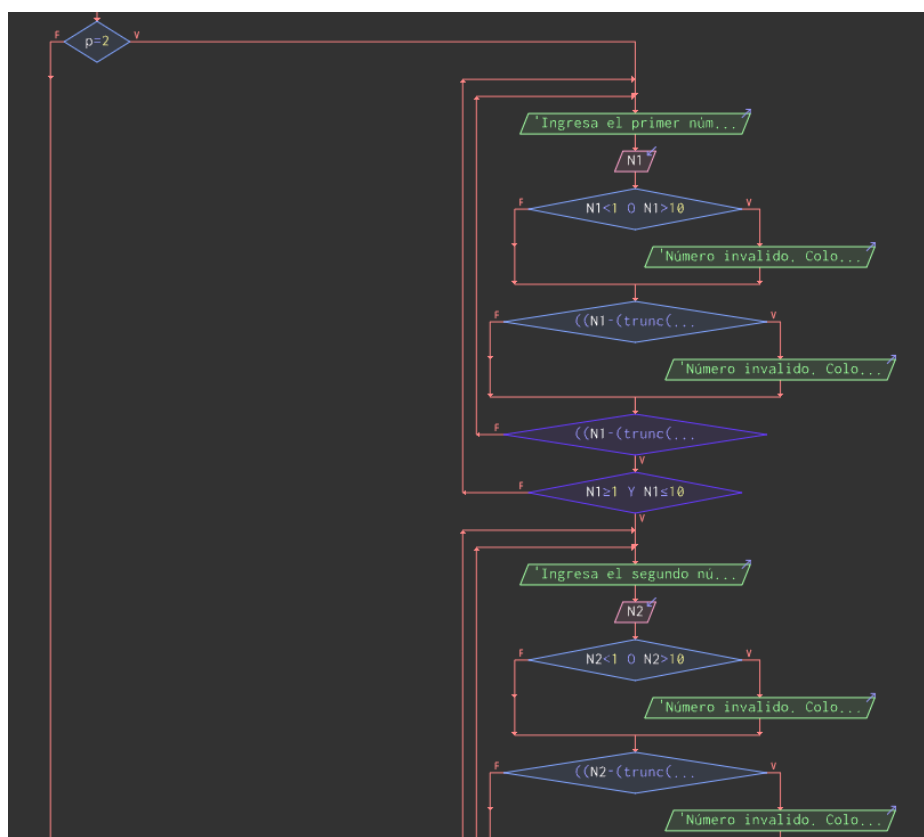 F p=2 V
'Ingresa el primer núm...
N1
F N1<1 O N1>10 V
'Número invalido. Colo...
F ((N1-(trunc(... V
'Número invalido. Colo...
F ((N1-(trunc(...
V
F N1≥1 Y N1≤10
V
'Ingresa el segundo nú...
N2
F N2<1 O N2>10 V
'Número invalido. Colo...
F ((N2-(trunc(... V
'Número invalido. Colo...